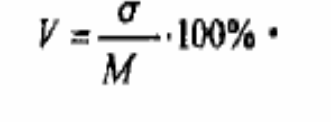 V = σ/M · 100% .